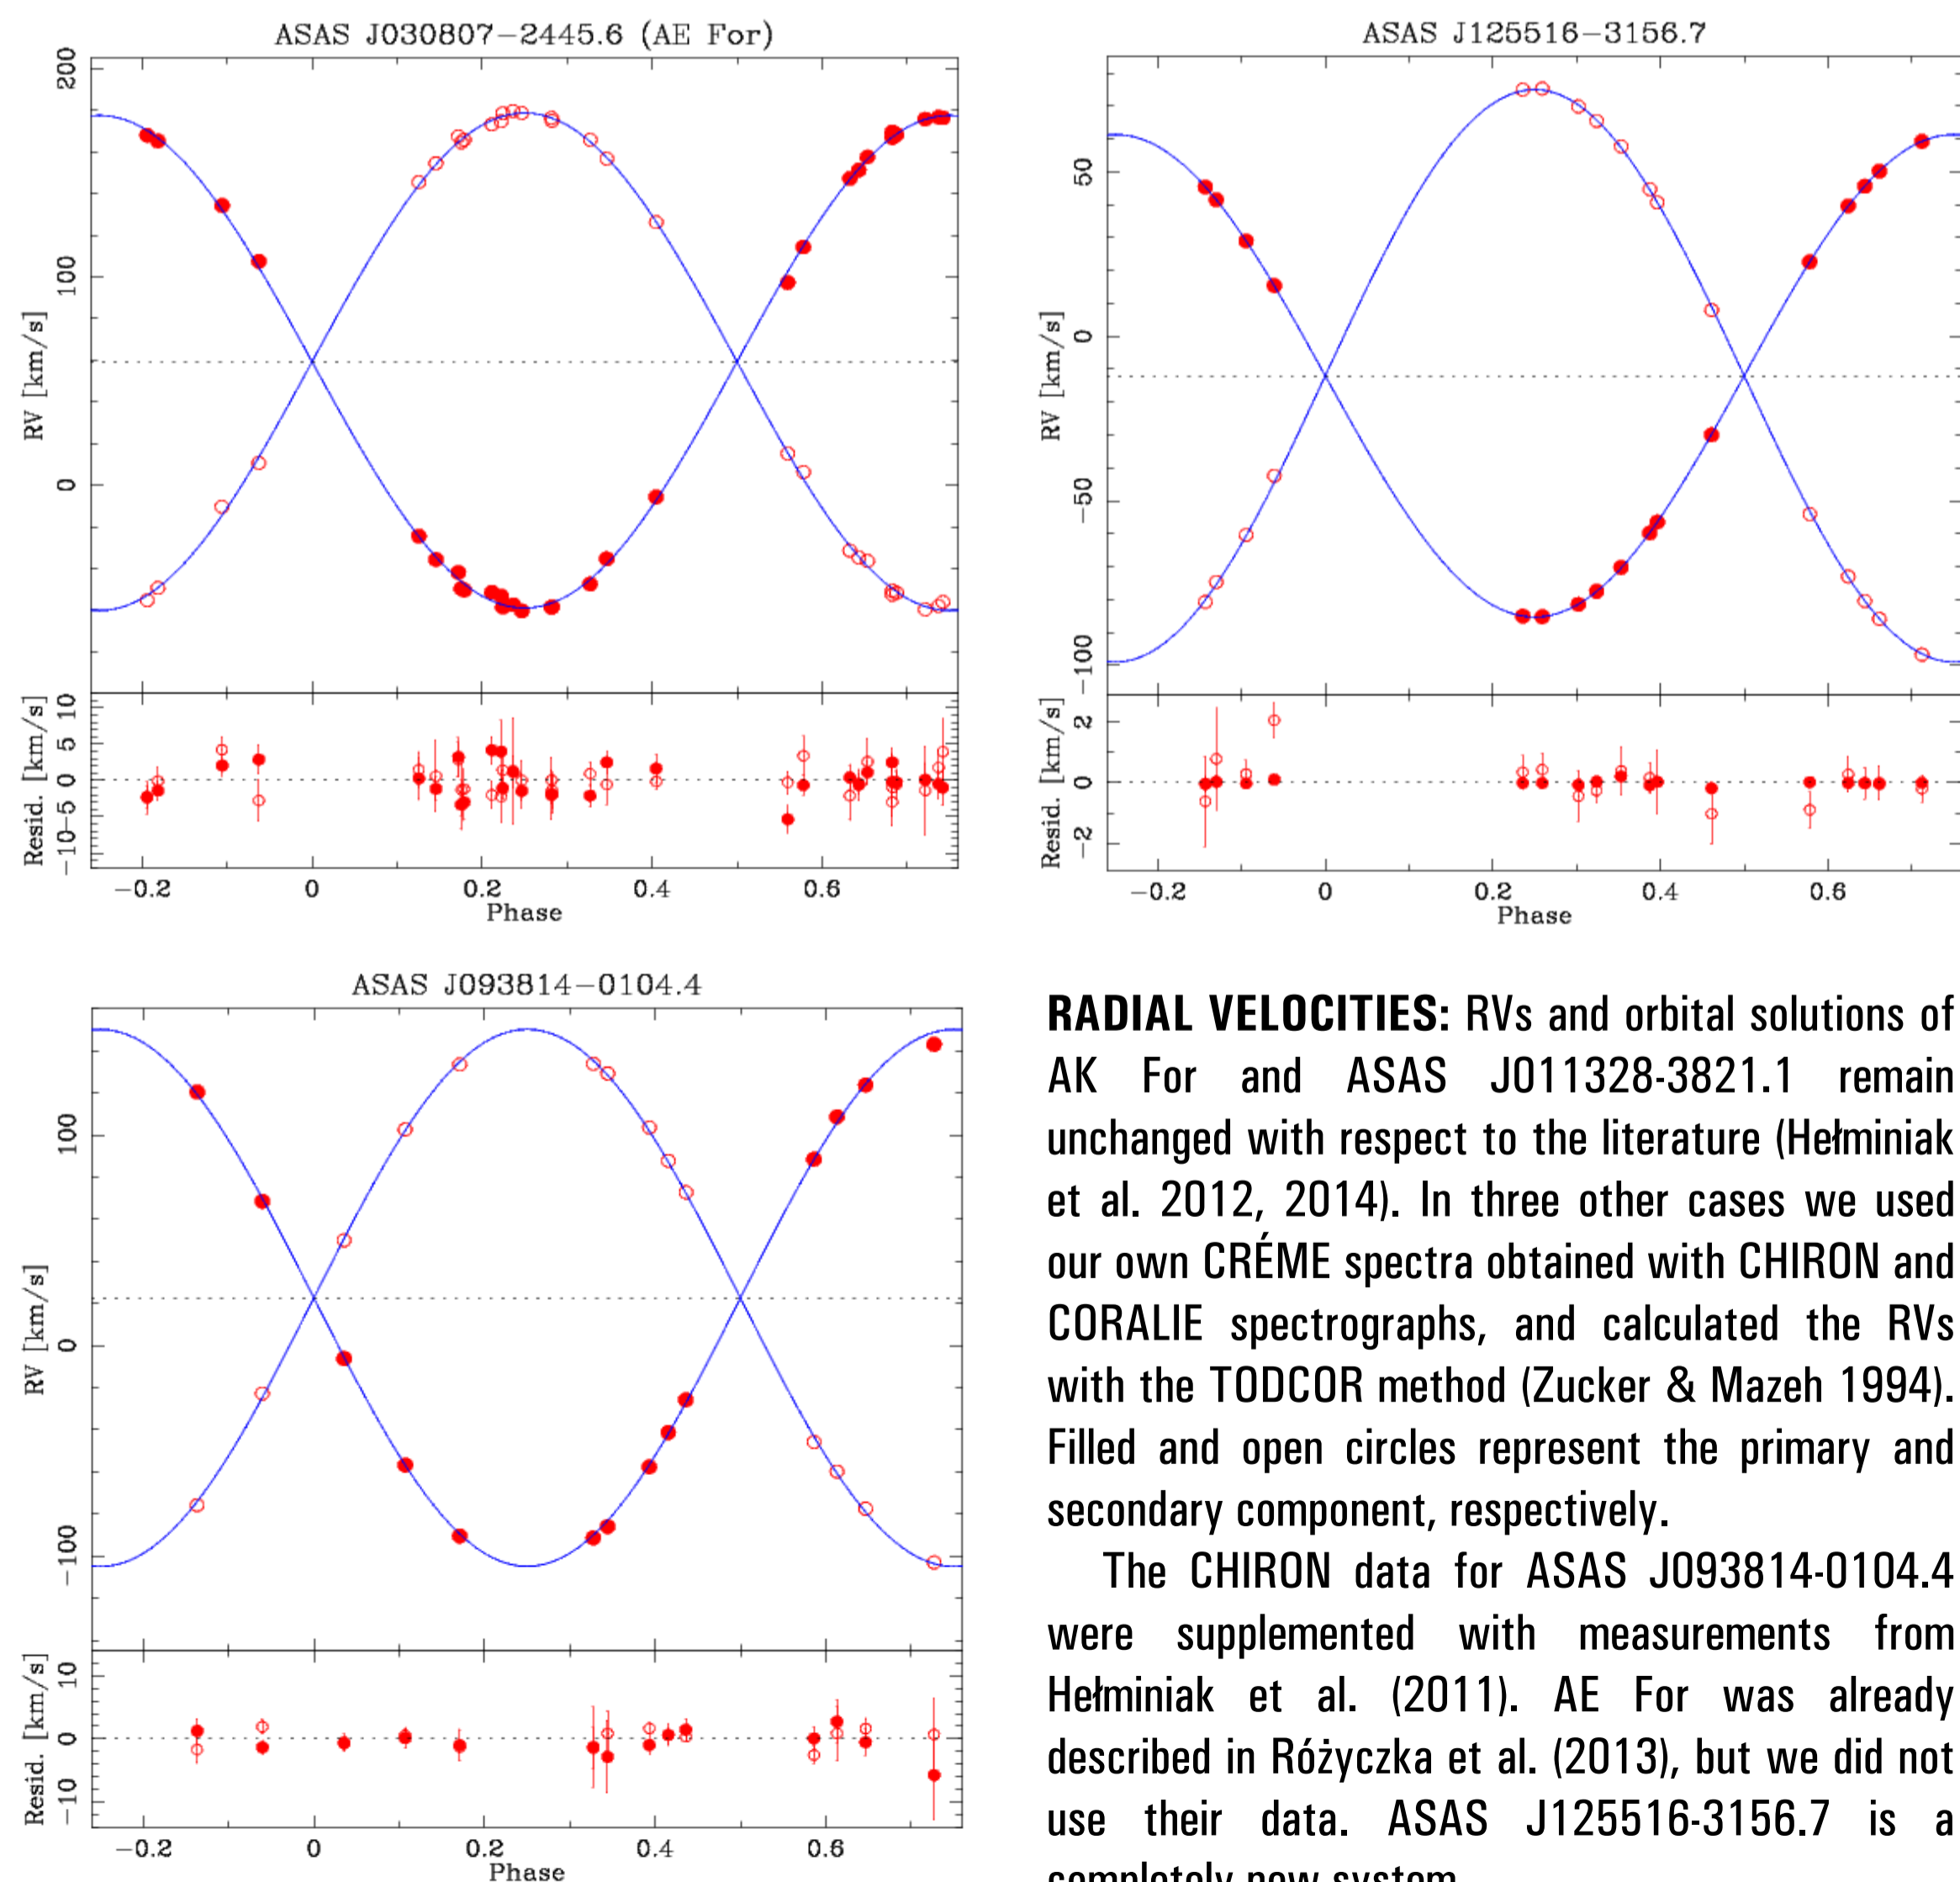 ASAS J030807−2445.6 (AE For)
200
100
0
RV [km/s]
10
5
0
−5
−10
Resid. [km/s]
−0.2 0 0.2 0.4 0.6
Phase
ASAS J125516−3156.7
50
0
−50
−100
RV [km/s]
2
0
−2
Resid. [km/s]
−0.2 0 0.2 0.4 0.6
Phase
ASAS J093814−0104.4
100
0
−100
RV [km/s]
10
0
−10
Resid. [km/s]
−0.2 0 0.2 0.4 0.6
Phase
RADIAL VELOCITIES: RVs and orbital solutions of
AK For and ASAS J011328-3821.1 remain
unchanged with respect to the literature (Hełminiak
et al. 2012, 2014). In three other cases we used
our own CRÉME spectra obtained with CHIRON and
CORALIE spectrographs, and calculated the RVs
with the TODCOR method (Zucker & Mazeh 1994).
Filled and open circles represent the primary and
secondary component, respectively.
The CHIRON data for ASAS J093814-0104.4
were supplemented with measurements from
Hełminiak et al. (2011). AE For was already
described in Różyczka et al. (2013), but we did not
use their data. ASAS J125516-3156.7 is a
completely new system.